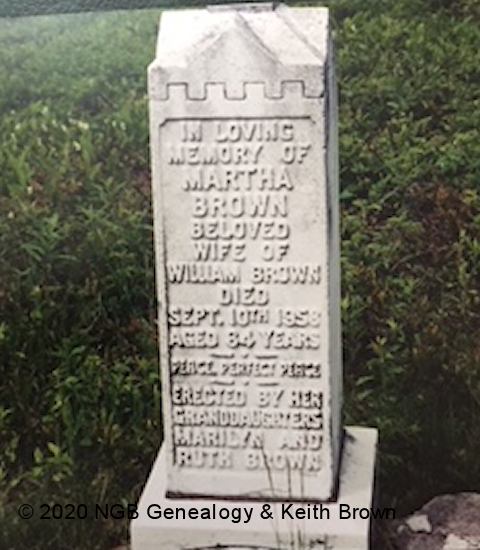 IN LOVING
MEMORY OF
MARTHA
BROWN
BELOVED
WIFE OF
WILLIAM BROWN
DIED
SEPT. 10TH 1958
AGED 84 YEARS
PEACE, PERFECT PEACE
ERECTED BY HER
GRANDDAUGHTERS
MARILYN AND
RUTH BROWN
© 2020 NGB Genealogy & Keith Brown